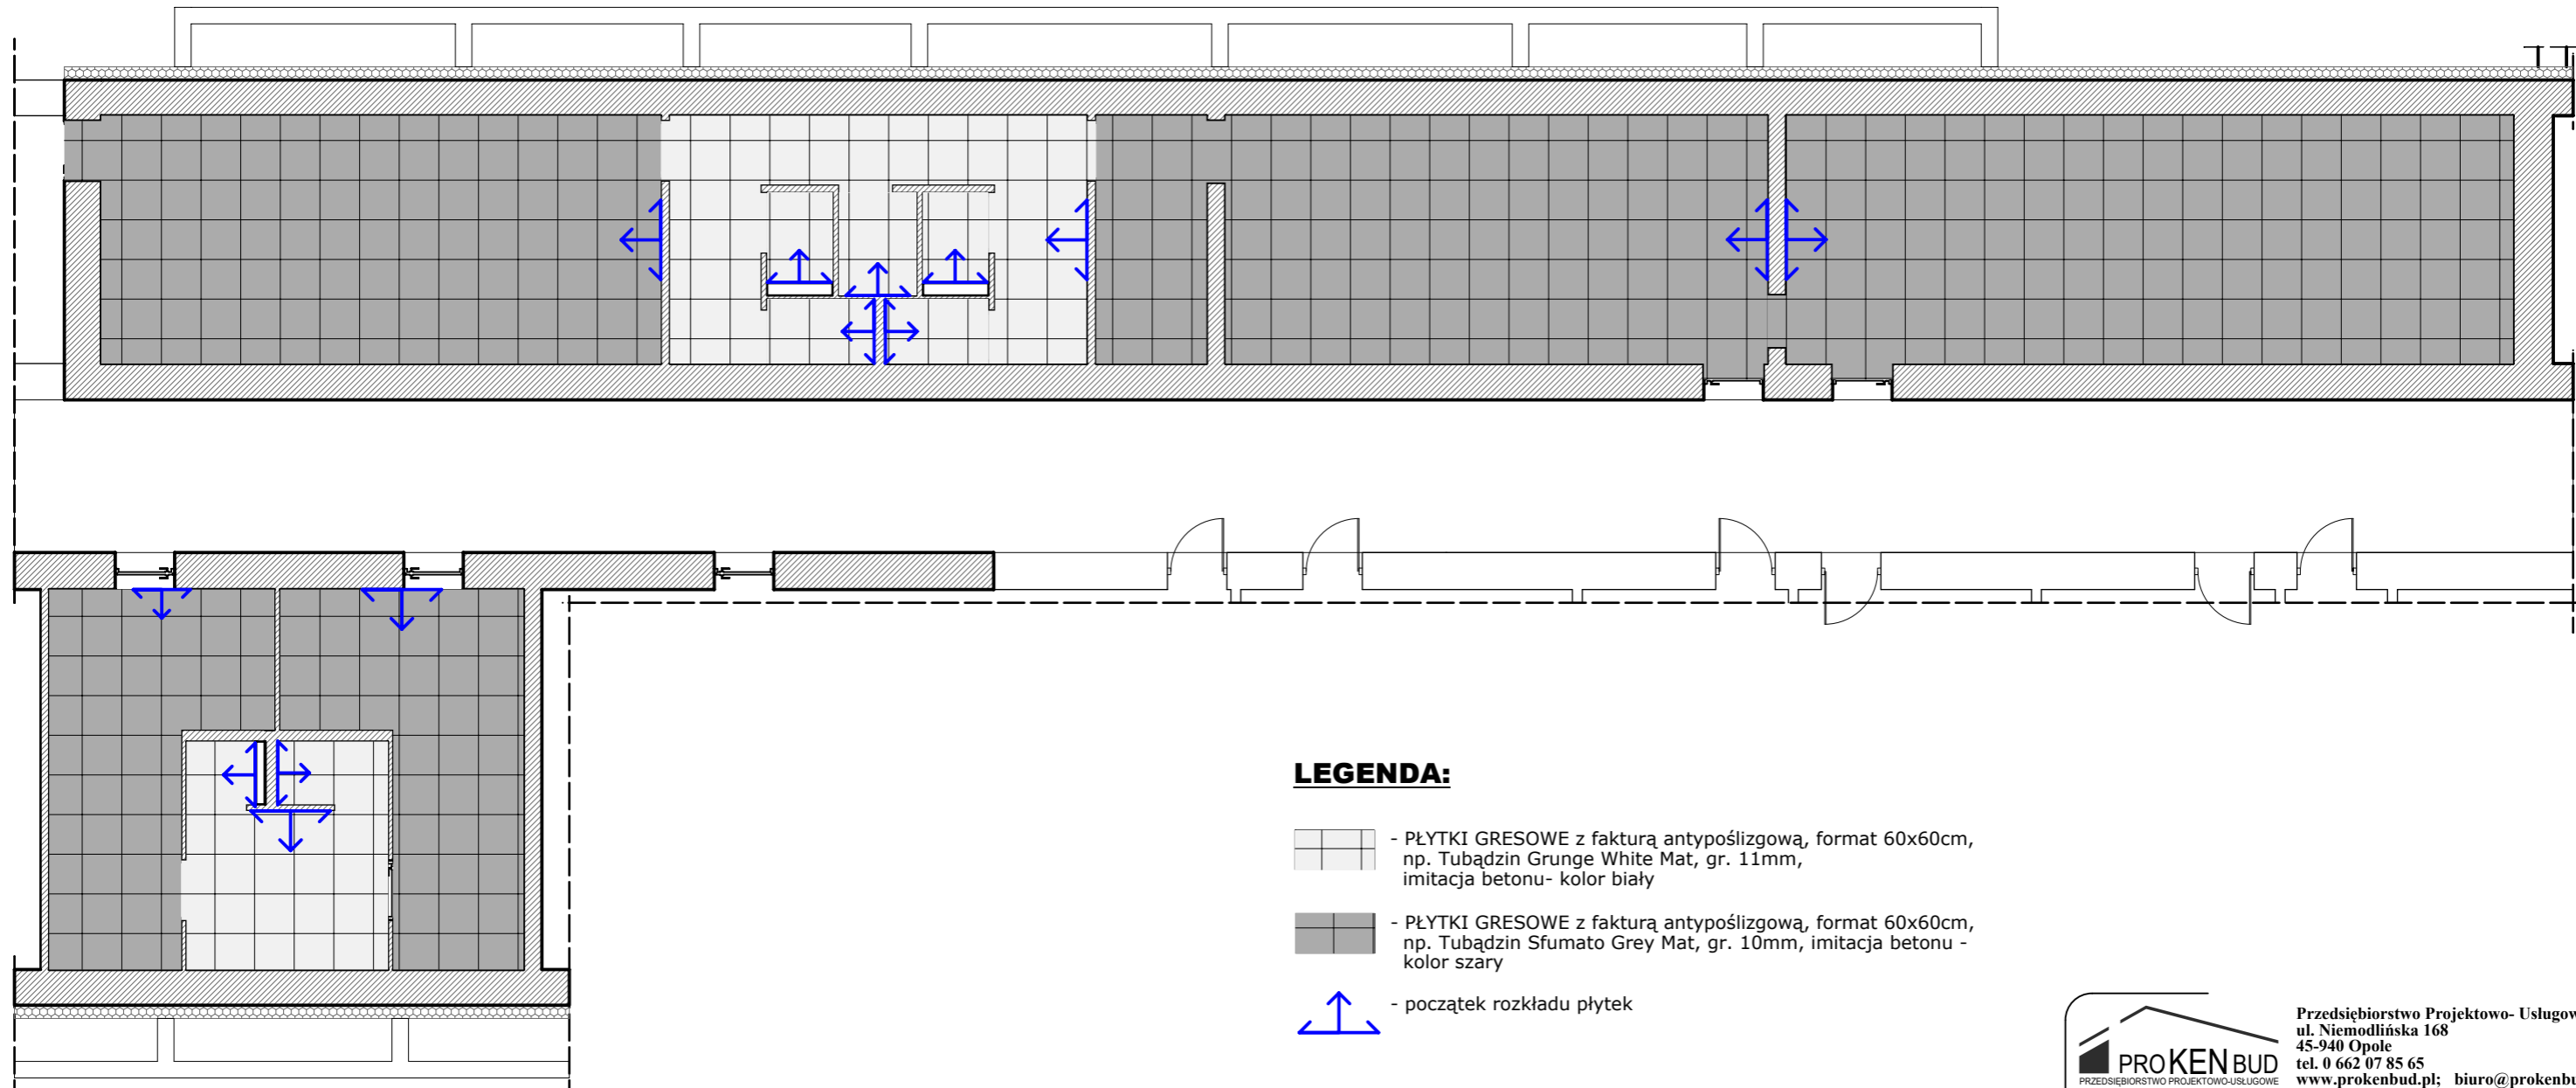 LEGENDA:
- PŁYTKI GRESOWE z fakturą antypoślizgową, format 60x60cm,
np. Tubądzin Grunge White Mat, gr. 11mm,
imitacja betonu- kolor biały
- PŁYTKI GRESOWE z fakturą antypoślizgową, format 60x60cm,
np. Tubądzin Sfumato Grey Mat, gr. 10mm, imitacja betonu -
kolor szary
- początek rozkładu płytek
PROKEN BUD
PRZEDSIĘBIORSTWO PROJEKTOWO-USŁUGOWE
Przedsiębiorstwo Projektowo- Usługow
ul. Niemodlińska 168
45-940 Opole
tel. 0 662 07 85 65
www.prokenbud.pl; biuro@prokenbu